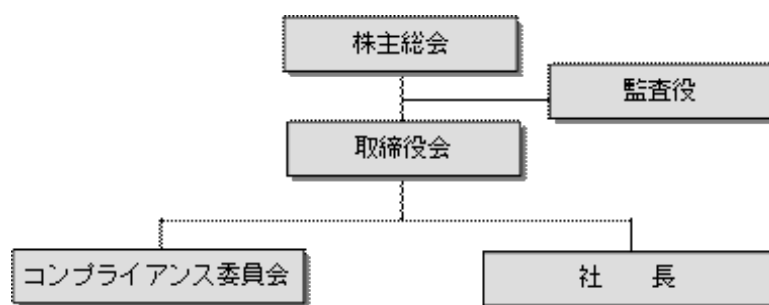 株主総会
監査役
取締役会
コンプライアンス委員会
社　　長